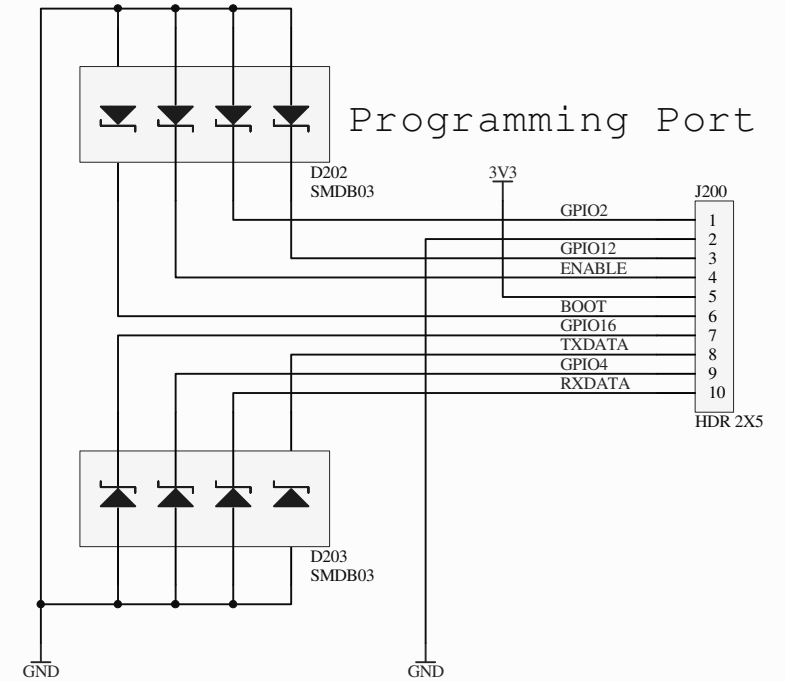 Programming Port
D202
SMDB03
3V3
J200
GPIO2
1
2
GPIO12
3
ENABLE
4
5
BOOT
6
GPIO16
7
TXDATA
8
GPIO4
9
RXDATA
10
HDR 2X5
D203
SMDB03
GND
GND